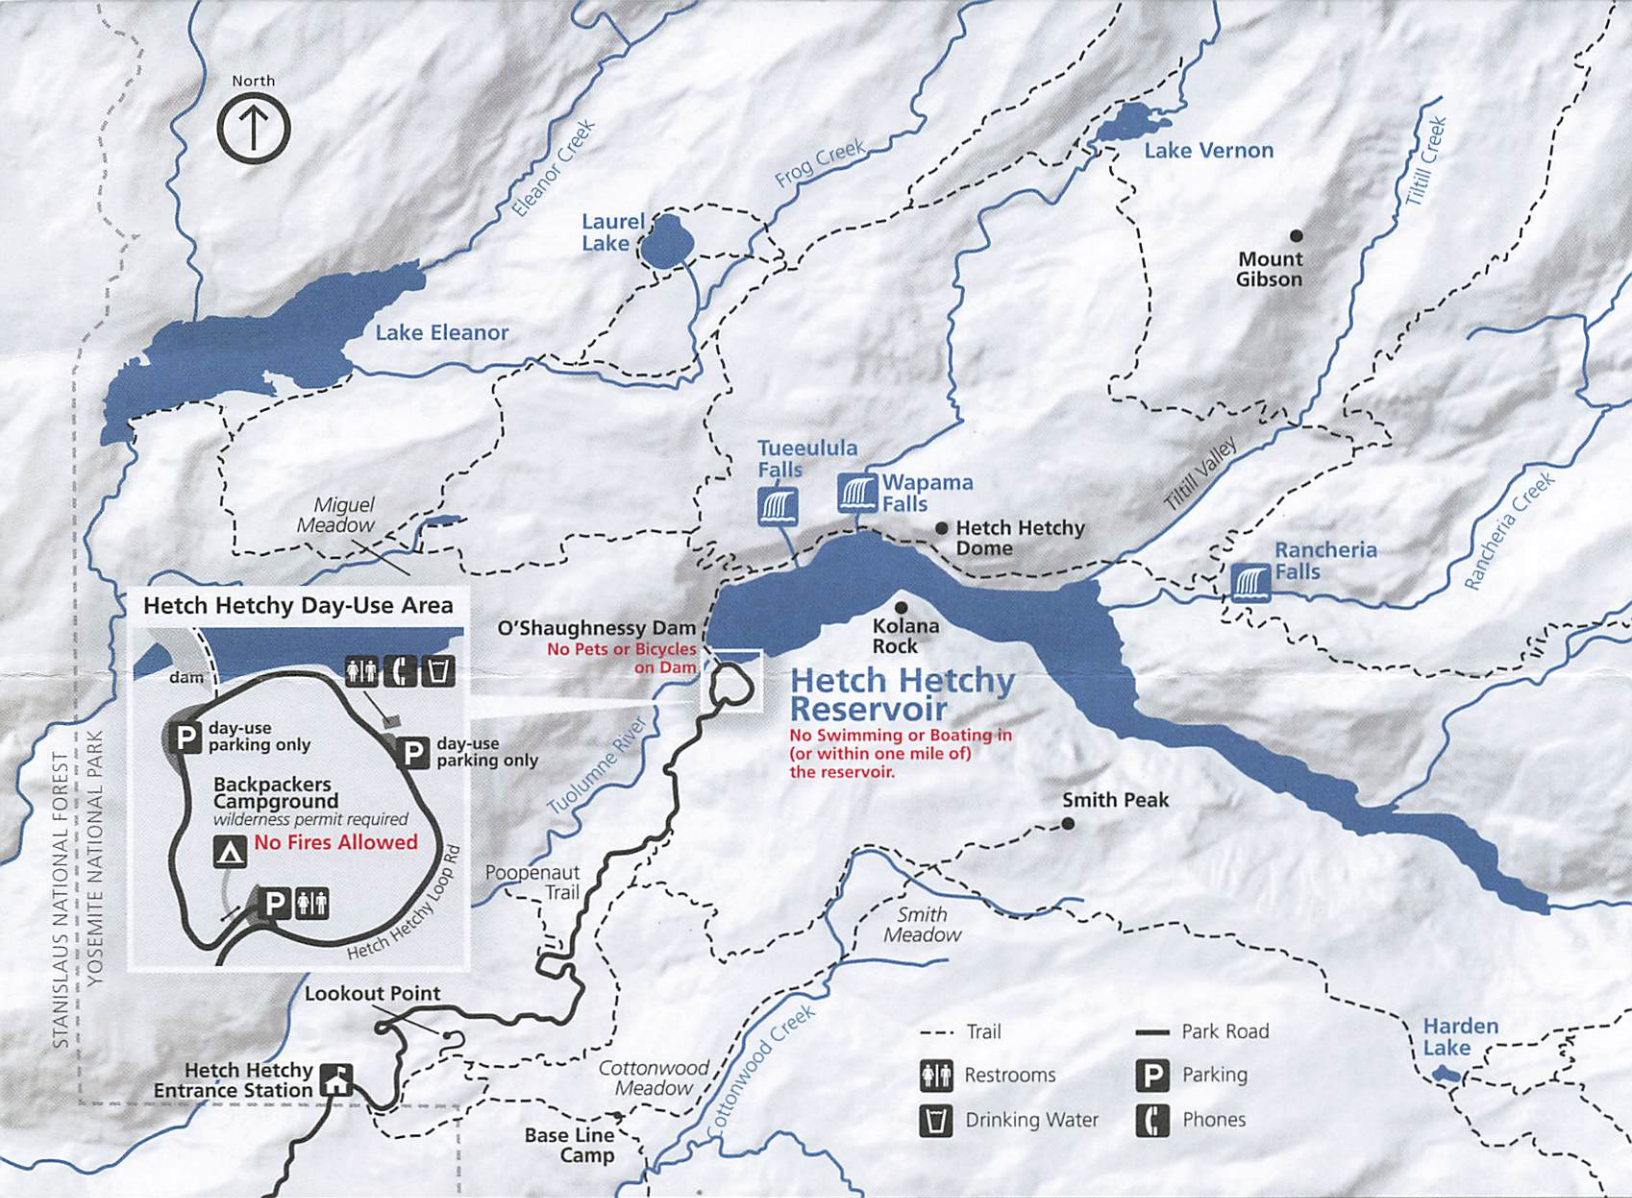 North
Eleanor Creek
Frog Creek
Lake Vernon
Tiltill Creek
Laurel
Lake
Mount
Gibson
Lake Eleanor
Tueeulula
Falls
Wapama
Falls
Tiltill Valley
Miguel
Meadow
Hetch Hetchy
Dome
Rancheria
Falls
Rancheria Creek
Hetch Hetchy Day-Use Area
O'Shaughnessy Dam
No Pets or Bicycles
on Dam
Kolana
Rock
dam
Hetch Hetchy
Reservoir
No Swimming or Boating in
(or within one mile of)
the reservoir.
P
day-use
parking only
P
day-use
parking only
Tuolumne River
Backpackers
Campground
wilderness permit required
No Fires Allowed
Smith Peak
STANISLAUS NATIONAL FOREST
YOSEMITE NATIONAL PARK
Poopenaut
Trail
P
Hetch Hetchy Loop Rd
Smith
Meadow
Lookout Point
Hetch Hetchy
Entrance Station
Cottonwood
Meadow
Cottonwood Creek
Base Line
Camp
Harden
Lake
Trail
Park Road
Restrooms
P
Parking
Drinking Water
Phones